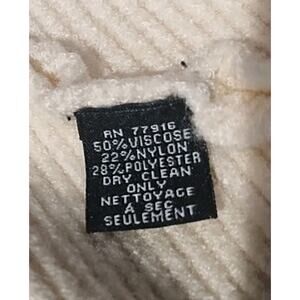 RN 77916
50%VISCOSE
22%NYLON
28%POLYESTER
DRY CLEAN
ONLY
NETTOYAGE
A SEC
SEULEMENT